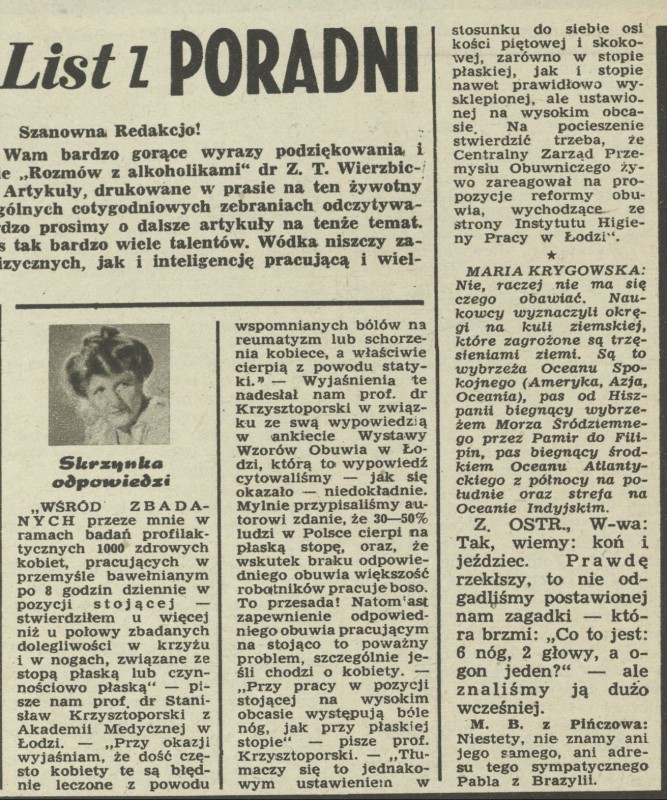 List z PORADNI
Szanowna Redakcjo!
Wam bardzo gorące wyrazy podziękowania i
„Rozmów z alkoholikami” dr Z. T. Wierzbic-
Artykuły, drukowane w prasie na ten żywotny
gólnych cotygodniowych zebraniach odczytywa-
rdzo prosimy o dalsze artykuły na tenże temat.
s tak bardzo wiele talentów. Wódka niszczy za-
izycznych, jak i inteligencję pracującą i wiel-
Skrzynka
odpowiedzi
„WŚRÓD ZBADA-
NYCH przeze mnie w
ramach badań profilak-
tycznych 1000 zdrowych
kobiet, pracujących w
przemyśle bawełnianym
po 8 godzin dziennie w
pozycji stojącej —
stwierdziłem u więcej
niż u połowy zbadanych
dolegliwości w krzyżu
i w nogach, związane ze
stopą płaską lub czyn-
nościowo płaską“ — pi-
sze nam prof. dr Stani-
sław Krzysztoporski z
Akademii Medycznej w
Łodzi. — „Przy okazji
wyjaśniam, że dość czę-
sto kobiety te są błęd-
nie leczone z powodu
wspomnianych bólów na
reumatyzm lub schorze-
nia kobiece, a właściwie
cierpią z powodu staty-
ki.” — Wyjaśnienia te
nadesłał nam prof. dr
Krzysztoporski w związ-
ku ze swą wypowiedzią
w ankiecie Wystawy
Wzorów Obuwia w Ło-
dzi, którą to wypowiedź
cytowaliśmy — jak się
okazało — niedokładnie.
Mylnie przypisaliśmy au-
torowi zdanie, że 30—50%
ludzi w Polsce cierpi na
płaską stopę, oraz, że
wskutek braku odpowie-
dniego obuwia większość
robotników pracuje boso.
To przesada! Natomiast
zapewnienie odpowied-
niego obuwia pracującym
na stojąco to poważny
problem, szczególnie je-
śli chodzi o kobiety. —
„Przy pracy w pozycji
stojącej na wysokim
obcasie występują bóle
nóg, jak przy płaskiej
stopie“ — pisze prof.
Krzysztoporski. — „Tłu-
maczy się to jednako-
wym ustawieniem w
stosunku do siebie osi
kości piętowej i skoko-
wej, zarówno w stopie
płaskiej, jak i stopie
nawet prawidłowo wy-
sklepionej, ale ustawio-
nej na wysokim obca-
sie. Na pocieszenie
stwierdzić trzeba, że
Centralny Zarząd Prze-
mysłu Obuwniczego ży-
wo zareagował na pro-
pozycje reformy obu-
wia, wychodzące ze
strony Instytutu Higie-
ny Pracy w Łodzi“.
★
MARIA KRYGOWSKA:
Nie, raczej nie ma się
czego obawiać. Nau-
kowcy wyznaczyli okrę-
gi na kuli ziemskiej,
które zagrożone są trzę-
sieniami ziemi. Są to
wybrzeża Oceanu Spo-
kojnego (Ameryka, Azja,
Oceania), pas od Hisz-
panii biegnący wybrze-
żem Morza Śródziemne-
go przez Pamir do Fili-
pin, pas biegnący środ-
kiem Oceanu Atlanty-
ckiego z północy na po-
łudnie oraz strefa na
Oceanie Indyjskim.
Z. OSTR., W-wa:
Tak, wiemy: koń i
jeździec. Prawdę
rzekłszy, to nie od-
gadliśmy postawionej
nam zagadki — któ-
ra brzmi: „Co to jest:
6 nóg, 2 głowy, a o-
gon jeden?“ — ale
znaliśmy ją dużo
wcześniej.
M. B. z Pińczowa:
Niestety, nie znamy ani
jego samego, ani adre-
su tego sympatycznego
Pabla z Brazylii.